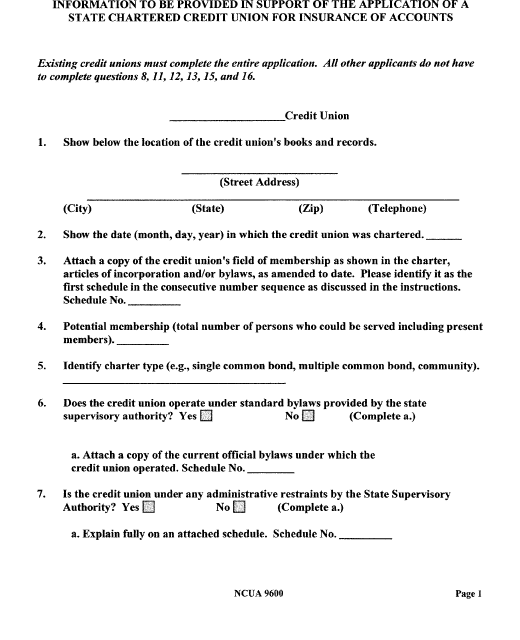 INFORMATION TO BE PROVIDED IN SUPPORT OF THE APPLICATION OF A
STATE CHARTERED CREDIT UNION FOR INSURANCE OF ACCOUNTS
Existing credit unions must complete the entire application. All other applicants do not have
to complete questions 8, 11, 12, 13, 15, and 16.
____________________Credit Union
1. Show below the location of the credit union's books and records.
(Street Address)
(City) (State) (Zip) (Telephone)
2. Show the date (month, day, year) in which the credit union was chartered. ______
3. Attach a copy of the credit union's field of membership as shown in the charter,
articles of incorporation and/or bylaws, as amended to date. Please identify it as the
first schedule in the consecutive number sequence as discussed in the instructions.
Schedule No. _________
4. Potential membership (total number of persons who could be served including present
members). _________
5. Identify charter type (e.g., single common bond, multiple common bond, community).
6. Does the credit union operate under standard bylaws provided by the state
supervisory authority? Yes No (Complete a.)
a. Attach a copy of the current official bylaws under which the
credit union operated. Schedule No. ________
7. Is the credit union under any administrative restraints by the State Supervisory
Authority? Yes No (Complete a.)
a. Explain fully on an attached schedule. Schedule No. _________
NCUA 9600 Page 1